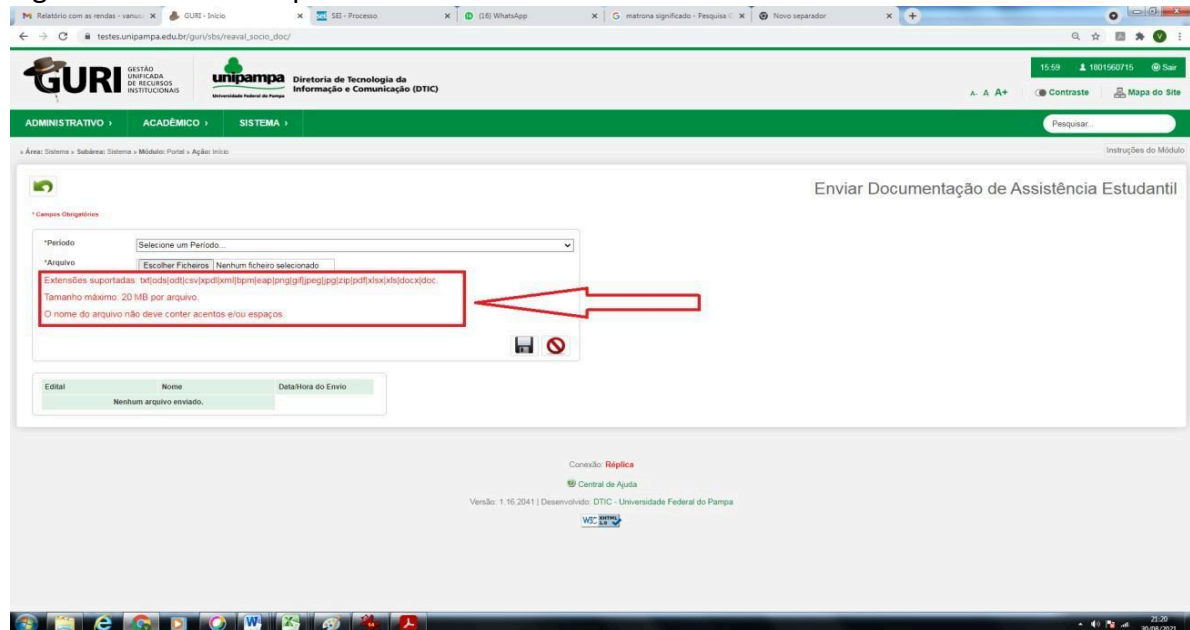 Relatório com as rendas - vanus
GURI - Início
SEI - Processo
(16) WhatsApp
matrona significado - Pesquisa G
Novo separador
testes.unipampa.edu.br/guri/sbs/reaval_socio_doc/
GURI
GESTÃO
UNIFICADA
DE RECURSOS
INSTITUCIONAIS
unipampa
Universidade Federal do Pampa
Diretoria de Tecnologia da
Informação e Comunicação (DTIC)
15:59 1801560715 Sair
A- A A+ Contraste Mapa do Site
ADMINISTRATIVO › ACADÊMICO › SISTEMA › Pesquisar...
» Área: Sistema » Subárea: Sistema » Módulo: Portal » Ação: Início
Instruções do Módulo
Enviar Documentação de Assistência Estudantil
* Campos Obrigatórios
*Período Selecione um Período...
*Arquivo Escolher Ficheiros Nenhum ficheiro selecionado
Extensões suportadas: txt|ods|odt|csv|xpdl|xml|bpm|eap|png|gif|jpeg|jpg|zip|pdf|xlsx|xls|docx|doc.
Tamanho máximo: 20 MB por arquivo.
O nome do arquivo não deve conter acentos e/ou espaços.
Edital Nome Data/Hora do Envio
Nenhum arquivo enviado.
Conexão: Réplica
Central de Ajuda
Versão: 1.16.2041 | Desenvolvido: DTIC - Universidade Federal do Pampa
W3C XHTML 1.0
21:20
30/08/2021